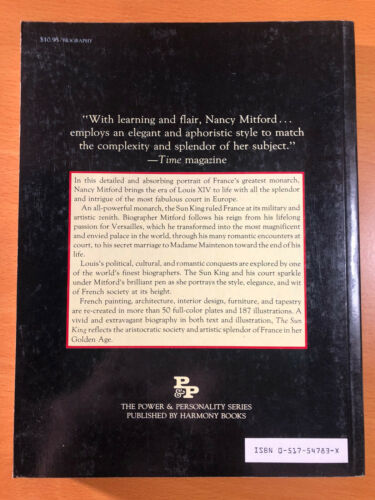 $10.95/BIOGRAPHY
"With learning and flair, Nancy Mitford...
employs an elegant and aphoristic style to match
the complexity and splendor of her subject."
—Time magazine
In this detailed and absorbing portrait of France's greatest monarch,
Nancy Mitford brings the era of Louis XIV to life with all the splendor
and intrigue of the most fabulous court in Europe.
An all-powerful monarch, the Sun King ruled France at its military and
artistic zenith. Biographer Mitford follows his reign from his lifelong
passion for Versailles, which he transformed into the most magnificent
and envied palace in the world, through his many romantic encounters at
court, to his secret marriage to Madame Maintenon toward the end of his
life.
Louis's political, cultural, and romantic conquests are explored by one
of the world's finest biographers. The Sun King and his court sparkle
under Mitford's brilliant pen as she portrays the style, elegance, and wit
of French society at its height.
French painting, architecture, interior design, furniture, and tapestry
are re-created in more than 50 full-color plates and 187 illustrations. A
vivid and extravagant biography in both text and illustration, The Sun
King reflects the aristocratic society and artistic splendor of France in her
Golden Age.
P&P
THE POWER & PERSONALITY SERIES
PUBLISHED BY HARMONY BOOKS
ISBN 0-517-54783-X